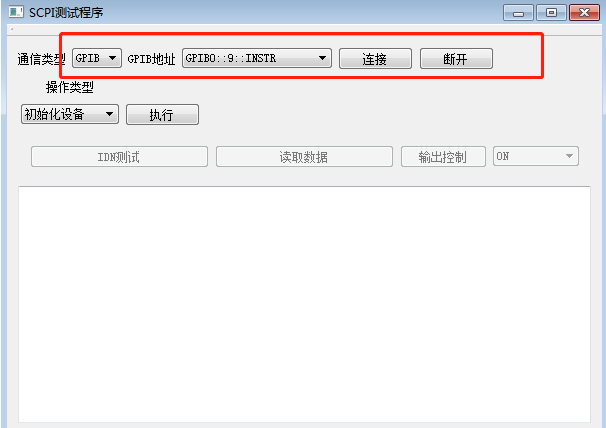 SCPI测试程序
通信类型 GPIB GPIB地址 GPIB0::9::INSTR 连接 断开
操作类型
初始化设备 执行
IDN测试 读取数据 输出控制 ON